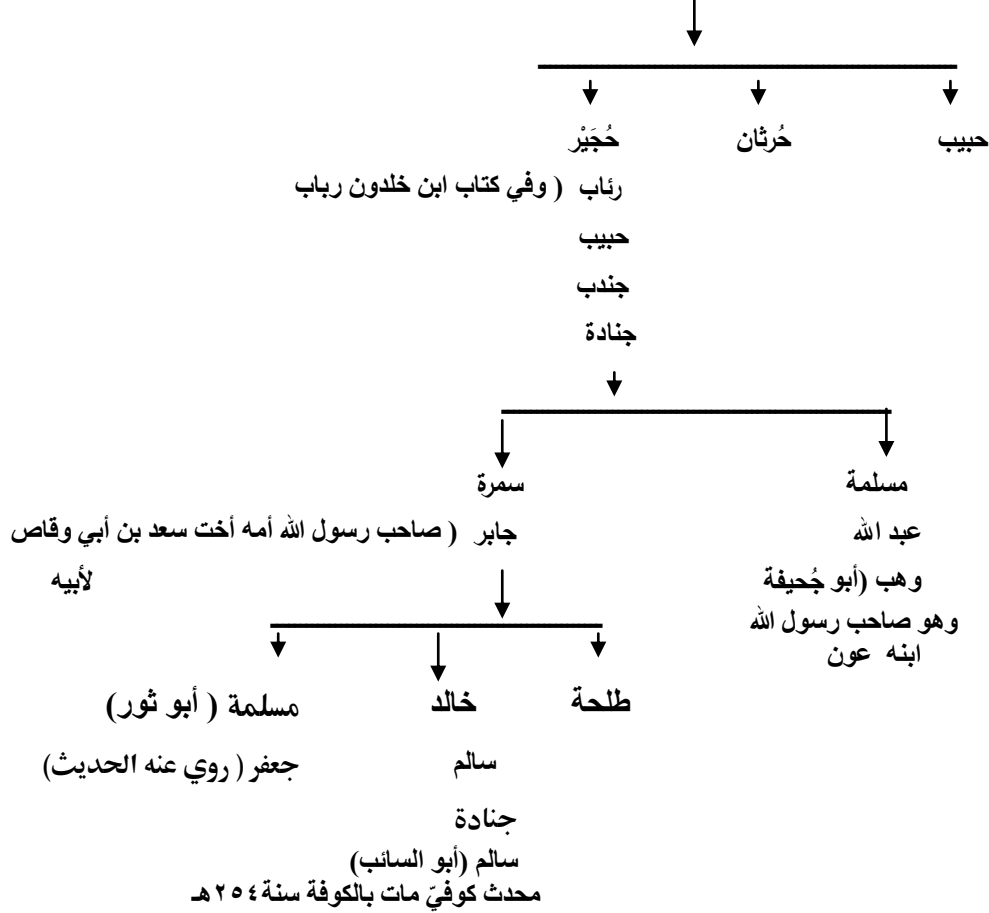 حبيب حُرثان حُجَيْر
رئاب ( وفي كتاب ابن خلدون رباب
حبيب
جندب
جنادة
مسلمة سمرة
عبد الله جابر ( صاحب رسول الله أمه أخت سعد بن أبي وقاص
وهب (أبو جُحيفة لأبيه
وهو صاحب رسول الله
ابنه عون
طلحة خالد مسلمة ( أبو ثور)
سالم جعفر ( روي عنه الحديث)
جنادة
سالم (أبو السائب)
محدث كوفيّ مات بالكوفة سنة ٢٥٤هـ